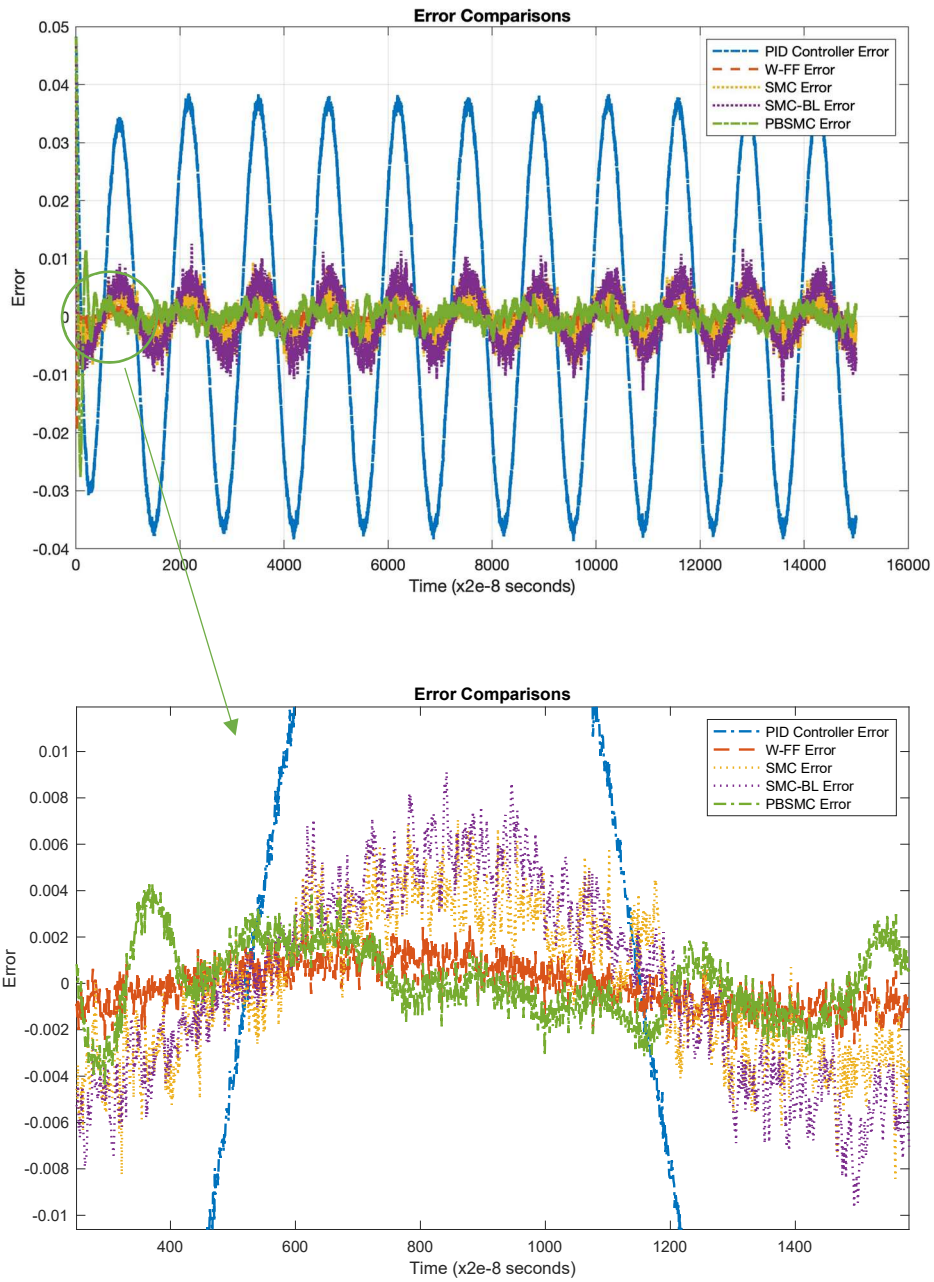 Error Comparisons
0.05
0.04
0.03
0.02
0.01
0
-0.01
-0.02
-0.03
-0.04
Error
PID Controller Error
W-FF Error
SMC Error
SMC-BL Error
PBSMC Error
0 2000 4000 6000 8000 10000 12000 14000 16000
Time (x2e-8 seconds)
Error Comparisons
0.01
0.008
0.006
0.004
0.002
0
-0.002
-0.004
-0.006
-0.008
-0.01
Error
PID Controller Error
W-FF Error
SMC Error
SMC-BL Error
PBSMC Error
400 600 800 1000 1200 1400
Time (x2e-8 seconds)